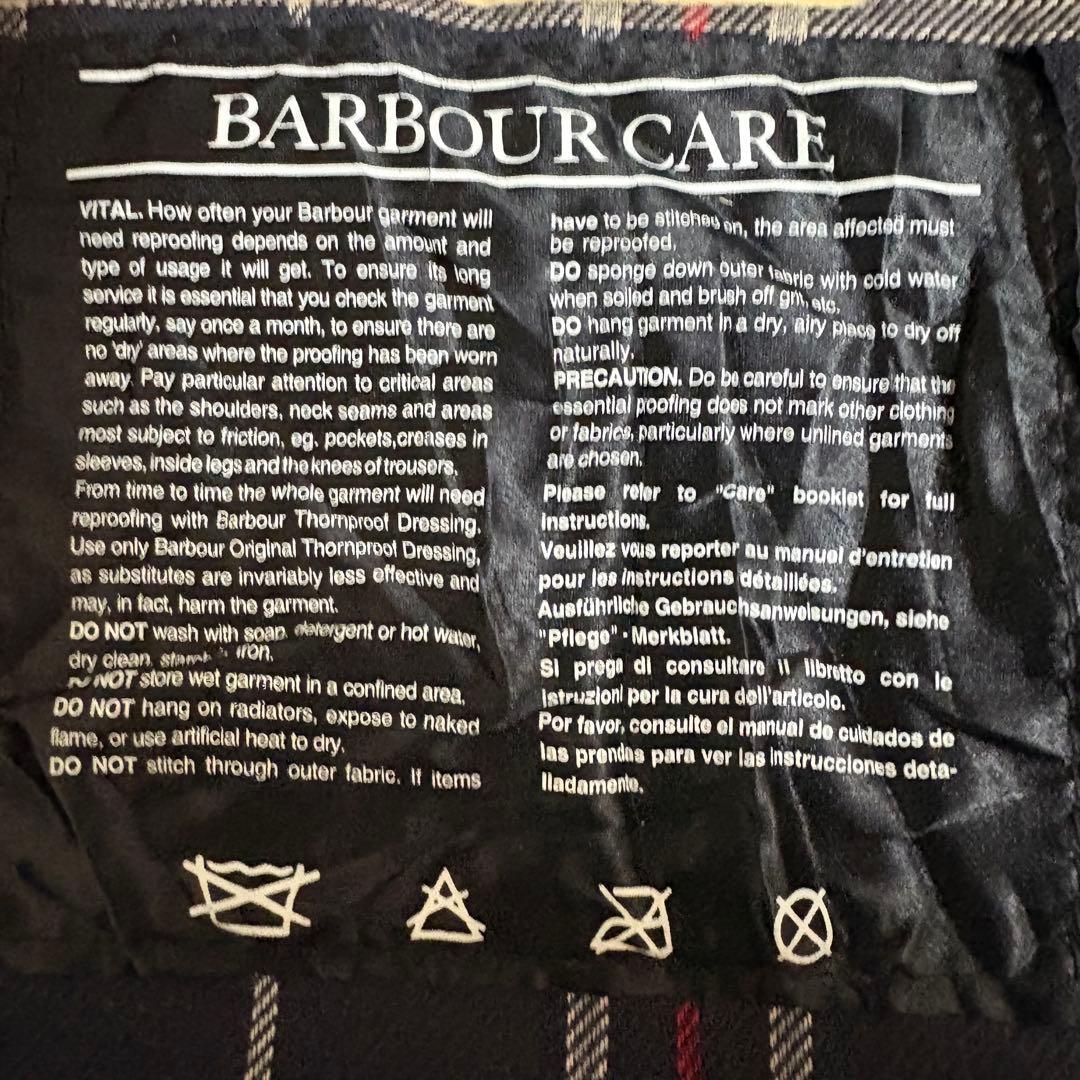 BARBOUR CARE
VITAL. How often your Barbour garment will
need reproofing depends on the amount and
type of usage it will get. To ensure its long
service it is essential that you check the garment
regularly, say once a month, to ensure there are
no 'dry' areas where the proofing has been worn
away. Pay particular attention to critical areas
such as the shoulders, neck seams and areas
most subject to friction, eg. pockets,creases in
sleeves, inside legs and the knees of trousers.
From time to time the whole garment will need
reproofing with Barbour Thornproof Dressing.
Use only Barbour Original Thornproof Dressing,
as substitutes are invariably less effective and
may, in fact, harm the garment.
DO NOT wash with soap, detergent or hot water,
dry clean, iron.
NOT store wet garment in a confined area.
DO NOT hang on radiators, expose to naked
flame, or use artificial heat to dry.
DO NOT stitch through outer fabric. If items
have to be stitched on, the area affected must
be reproofed.
DO sponge down outer fabric with cold water
when soiled and brush off grit, etc.
DO hang garment in a dry, airy place to dry off
naturally.
PRECAUTION. Do be careful to ensure that the
essential poofing does not mark other clothing
or fabrics, particularly where unlined garments
are chosen.
Please refer to "Care" booklet for full
instructions.
Veuillez vous reporter au manuel d'entretien
pour les instructions détaillées.
Ausführliche Gebrauchsanweisungen, siehe
"Pflege" - Merkblatt.
Si prega di consultare il libretto con le
istruzioni per la cura dell'articolo.
Por favor, consulte el manual de cuidados de
las prendas para ver las instrucciones deta-
lladamente.